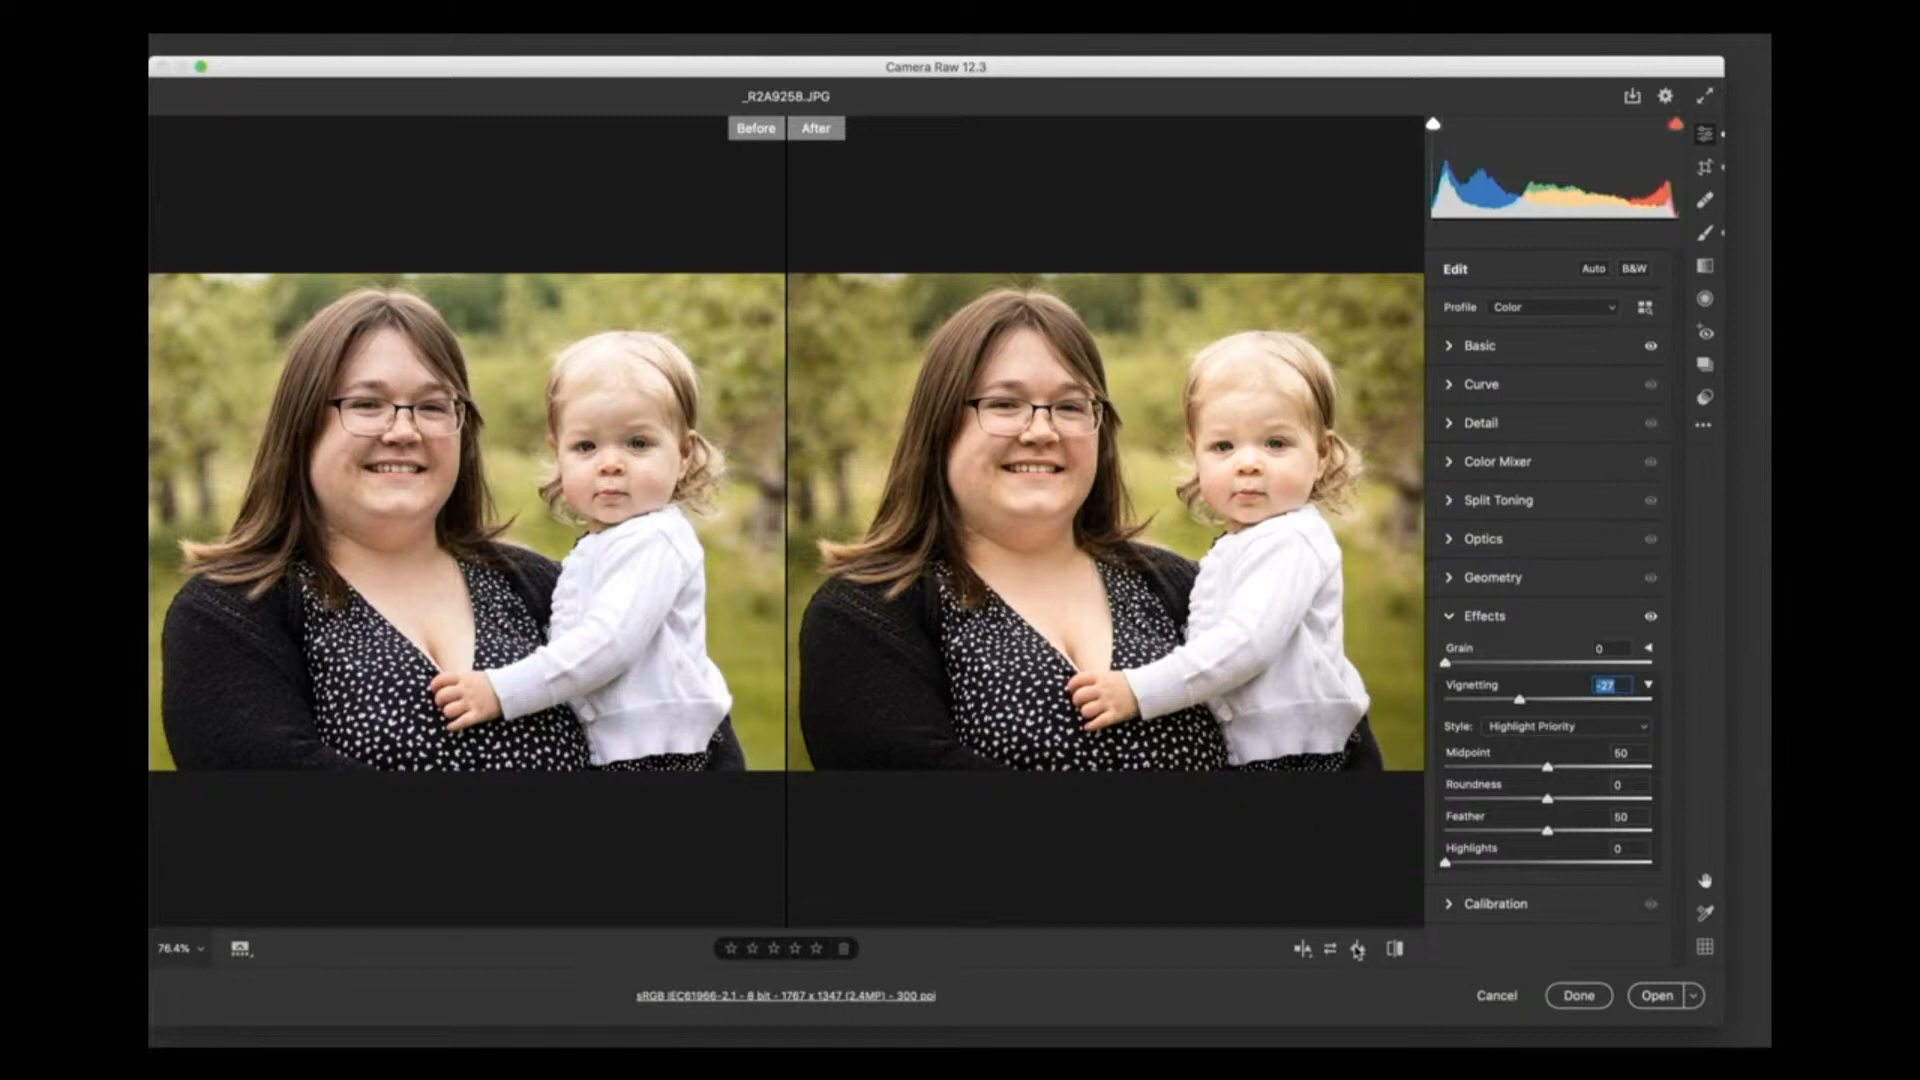 Camera Raw 12.3
_R2A9258.JPG
Before After
Edit Auto B&W
Profile Color
Basic
Curve
Detail
Color Mixer
Split Toning
Optics
Geometry
Effects
Grain 0
Vignetting -27
Style: Highlight Priority
Midpoint 50
Roundness 0
Feather 50
Highlights 0
Calibration
76.4%
sRGB IEC61966-2.1 - 8 bit - 1767 x 1347 (2.4MP) - 300 ppi
Cancel Done Open